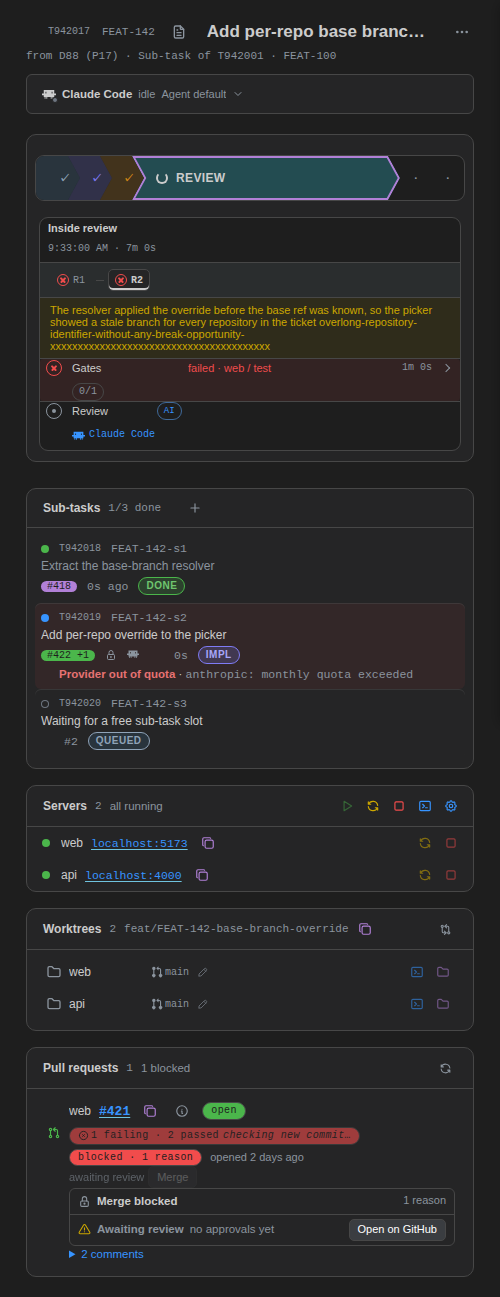 T942017 FEAT-142 Add per-repo base branc…
from D88 (P17) · Sub-task of T942001 · FEAT-100
Claude Code idle Agent default
REVIEW
Inside review
9:33:00 AM · 7m 0s
R1 R2
The resolver applied the override before the base ref was known, so the picker
showed a stale branch for every repository in the ticket overlong-repository-
identifier-without-any-break-opportunity-
xxxxxxxxxxxxxxxxxxxxxxxxxxxxxxxxxxxxxxxx
Gates failed · web / test 1m 0s
0/1
Review AI
Claude Code
Sub-tasks 1/3 done
T942018 FEAT-142-s1
Extract the base-branch resolver
#418 0s ago DONE
T942019 FEAT-142-s2
Add per-repo override to the picker
#422 +1 0s IMPL
Provider out of quota · anthropic: monthly quota exceeded
T942020 FEAT-142-s3
Waiting for a free sub-task slot
#2 QUEUED
Servers 2 all running
web localhost:5173
api localhost:4000
Worktrees 2 feat/FEAT-142-base-branch-override
web main
api main
Pull requests 1 1 blocked
web #421 open
1 failing · 2 passed checking new commit…
blocked · 1 reason opened 2 days ago
awaiting review Merge
Merge blocked 1 reason
Awaiting review no approvals yet Open on GitHub
2 comments